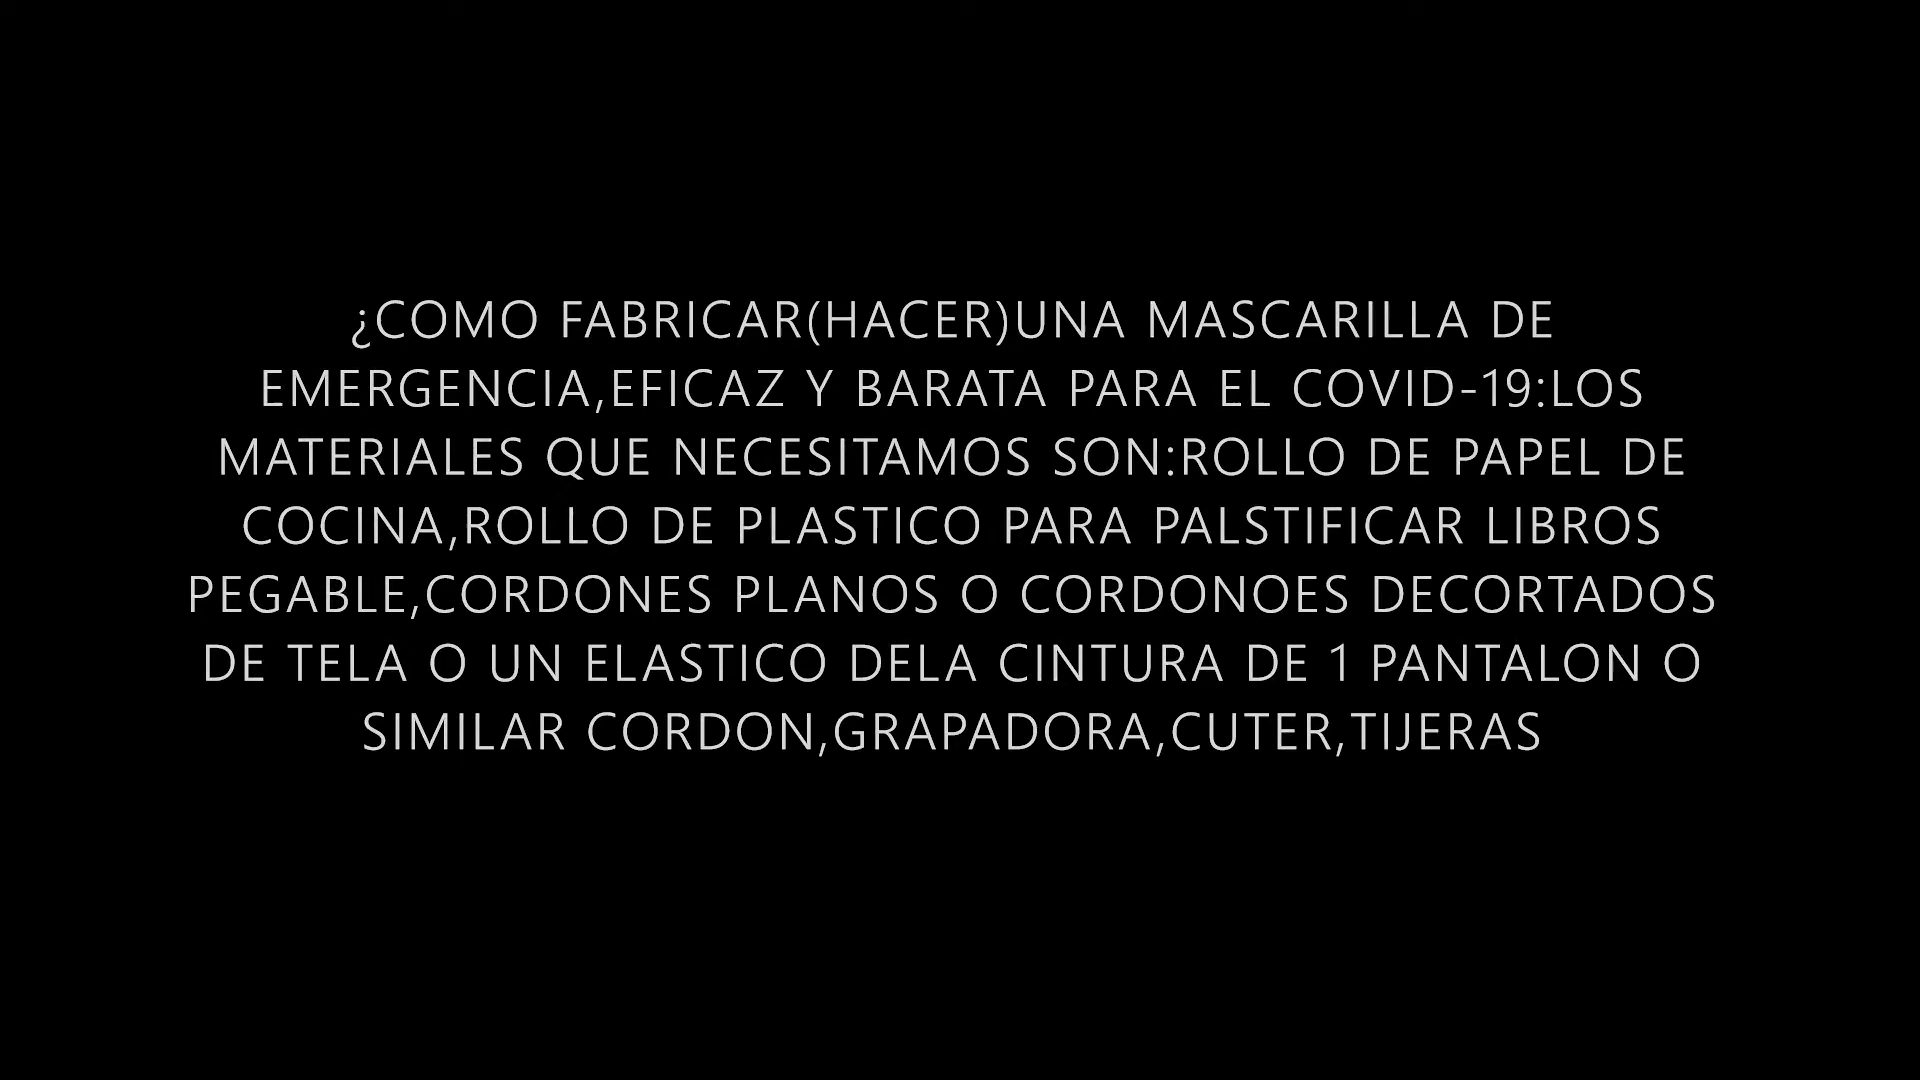 ¿COMO FABRICAR(HACER)UNA MASCARILLA DE
EMERGENCIA,EFICAZ Y BARATA PARA EL COVID-19:LOS
MATERIALES QUE NECESITAMOS SON:ROLLO DE PAPEL DE
COCINA,ROLLO DE PLASTICO PARA PALSTIFICAR LIBROS
PEGABLE,CORDONES PLANOS O CORDONOES DECORTADOS
DE TELA O UN ELASTICO DELA CINTURA DE 1 PANTALON O
SIMILAR CORDON,GRAPADORA,CUTER,TIJERAS